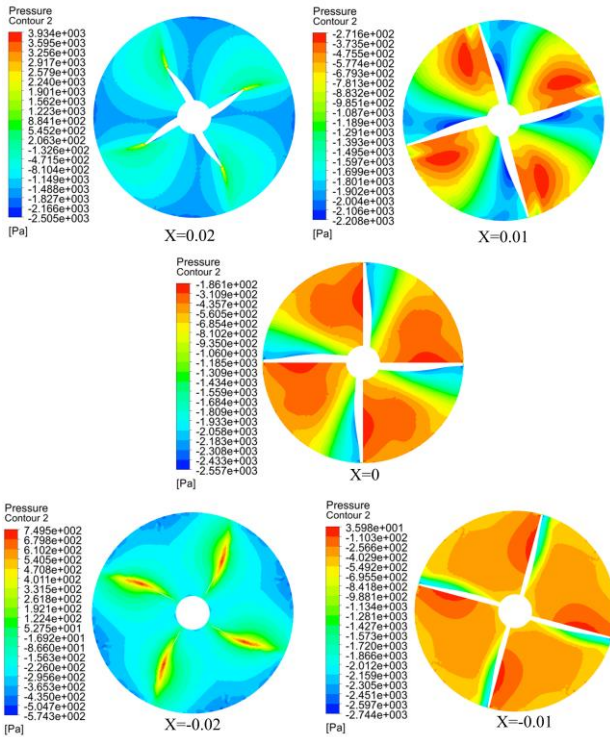 Pressure
Contour 2
3.934e+003
3.595e+003
3.256e+003
2.917e+003
2.579e+003
2.240e+003
1.901e+003
1.562e+003
1.223e+003
8.841e+002
5.452e+002
2.063e+002
-1.326e+002
-4.715e+002
-8.104e+002
-1.149e+003
-1.488e+003
-1.827e+003
-2.166e+003
-2.505e+003
[Pa]
X=0.02
Pressure
Contour 2
-2.716e+002
-3.735e+002
-4.755e+002
-5.774e+002
-6.793e+002
-7.813e+002
-8.832e+002
-9.851e+002
-1.087e+003
-1.189e+003
-1.291e+003
-1.393e+003
-1.495e+003
-1.597e+003
-1.699e+003
-1.801e+003
-1.902e+003
-2.004e+003
-2.106e+003
-2.208e+003
[Pa]
X=0.01
Pressure
Contour 2
-1.861e+002
-3.109e+002
-4.357e+002
-5.605e+002
-6.854e+002
-8.102e+002
-9.350e+002
-1.060e+003
-1.185e+003
-1.309e+003
-1.434e+003
-1.559e+003
-1.684e+003
-1.809e+003
-1.933e+003
-2.058e+003
-2.183e+003
-2.308e+003
-2.433e+003
-2.557e+003
[Pa]
X=0
Pressure
Contour 2
7.495e+002
6.798e+002
6.102e+002
5.405e+002
4.708e+002
4.011e+002
3.315e+002
2.618e+002
1.921e+002
1.224e+002
5.275e+001
-1.692e+001
-8.660e+001
-1.563e+002
-2.260e+002
-2.956e+002
-3.653e+002
-4.350e+002
-5.047e+002
-5.743e+002
[Pa]
X=-0.02
Pressure
Contour 2
3.598e+001
-1.103e+002
-2.566e+002
-4.029e+002
-5.492e+002
-6.955e+002
-8.418e+002
-9.881e+002
-1.134e+003
-1.281e+003
-1.427e+003
-1.573e+003
-1.720e+003
-1.866e+003
-2.012e+003
-2.159e+003
-2.305e+003
-2.451e+003
-2.597e+003
-2.744e+003
[Pa]
X=-0.01